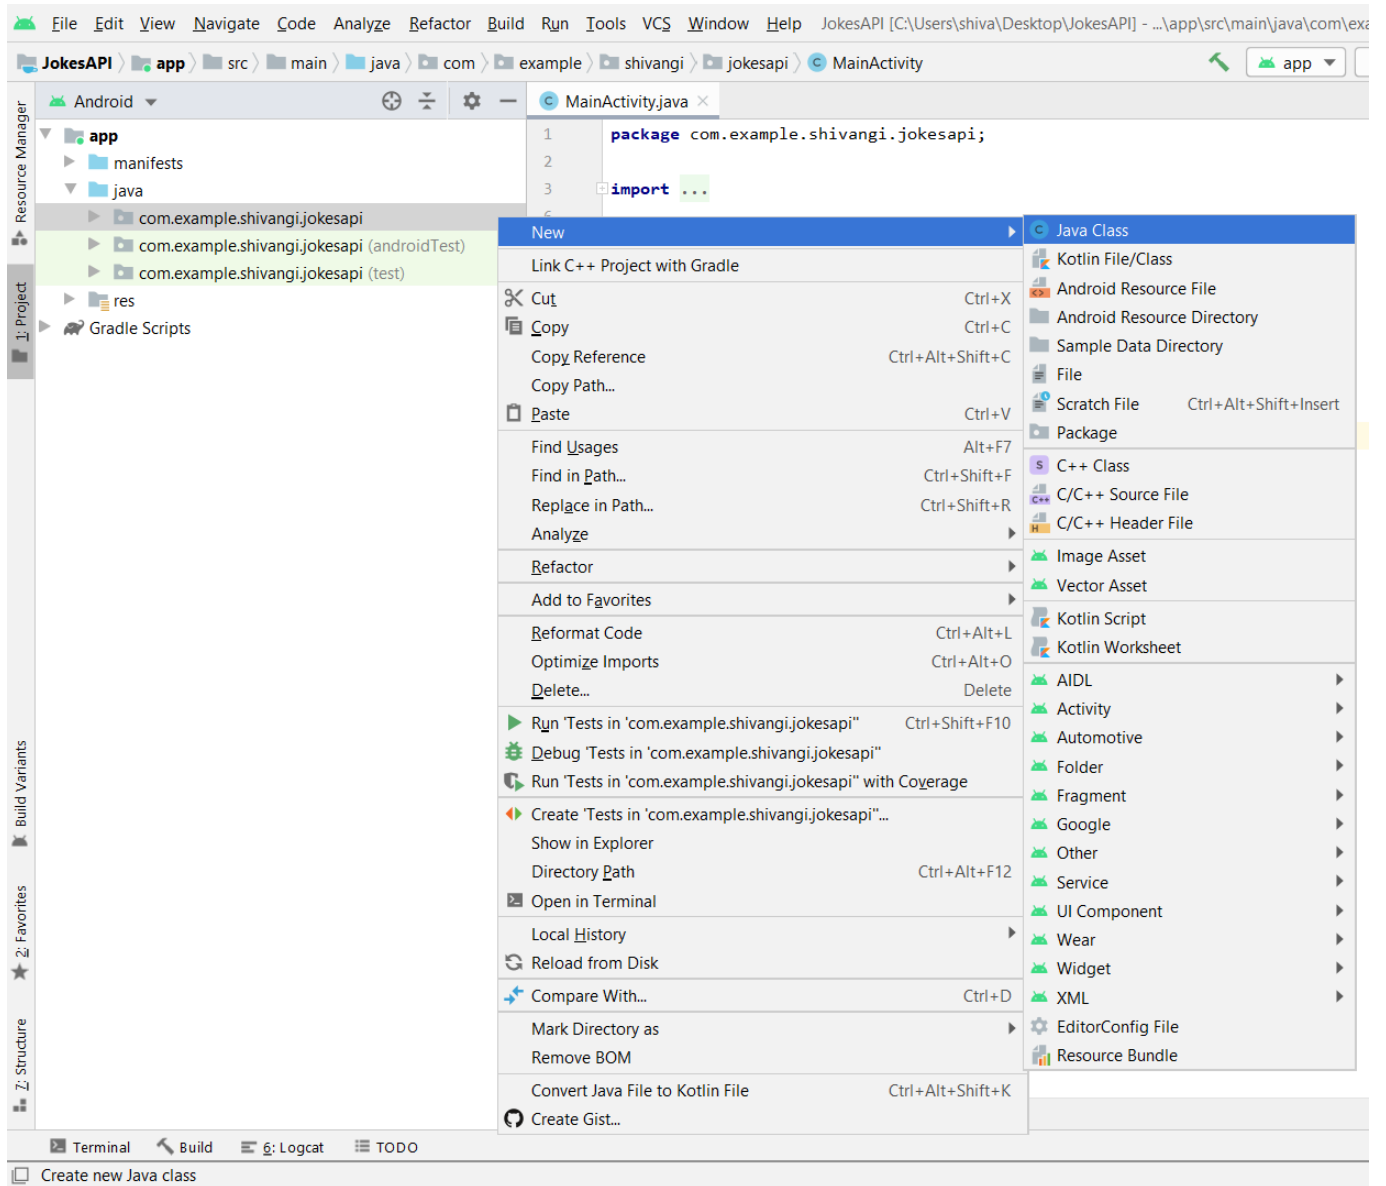 File Edit View Navigate Code Analyze Refactor Build Run Tools VCS Window Help JokesAPI [C:\Users\shiva\Desktop\JokesAPI] - ...\app\src\main\java\com\exa
JokesAPI app src main java com example shivangi jokesapi MainActivity app
Android
MainActivity.java
Resource Manager
1: Project
Build Variants
2: Favorites
7: Structure
app
manifests
java
com.example.shivangi.jokesapi
com.example.shivangi.jokesapi (androidTest)
com.example.shivangi.jokesapi (test)
res
Gradle Scripts
1 package com.example.shivangi.jokesapi;
2
3 import ...
New
Link C++ Project with Gradle
Cut Ctrl+X
Copy Ctrl+C
Copy Reference Ctrl+Alt+Shift+C
Copy Path...
Paste Ctrl+V
Find Usages Alt+F7
Find in Path... Ctrl+Shift+F
Replace in Path... Ctrl+Shift+R
Analyze
Refactor
Add to Favorites
Reformat Code Ctrl+Alt+L
Optimize Imports Ctrl+Alt+O
Delete... Delete
Run 'Tests in 'com.example.shivangi.jokesapi'' Ctrl+Shift+F10
Debug 'Tests in 'com.example.shivangi.jokesapi''
Run 'Tests in 'com.example.shivangi.jokesapi'' with Coverage
Create 'Tests in 'com.example.shivangi.jokesapi''...
Show in Explorer
Directory Path Ctrl+Alt+F12
Open in Terminal
Local History
Reload from Disk
Compare With... Ctrl+D
Mark Directory as
Remove BOM
Convert Java File to Kotlin File Ctrl+Alt+Shift+K
Create Gist...
C Java Class
Kotlin File/Class
Android Resource File
Android Resource Directory
Sample Data Directory
File
Scratch File Ctrl+Alt+Shift+Insert
Package
S C++ Class
C++ C/C++ Source File
H C/C++ Header File
Image Asset
Vector Asset
Kotlin Script
Kotlin Worksheet
AIDL
Activity
Automotive
Folder
Fragment
Google
Other
Service
UI Component
Wear
Widget
XML
EditorConfig File
Resource Bundle
Terminal Build 6: Logcat TODO
Create new Java class